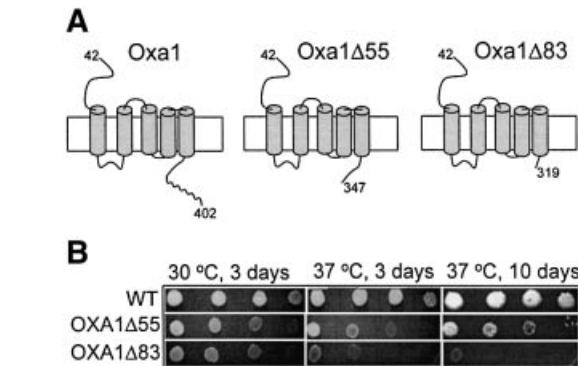 A
Oxa1 Oxa1Δ55 Oxa1Δ83
42 42 42
319
347
402
B
30 ºC, 3 days 37 ºC, 3 days 37 ºC, 10 days
WT
OXA1Δ55
OXA1Δ83